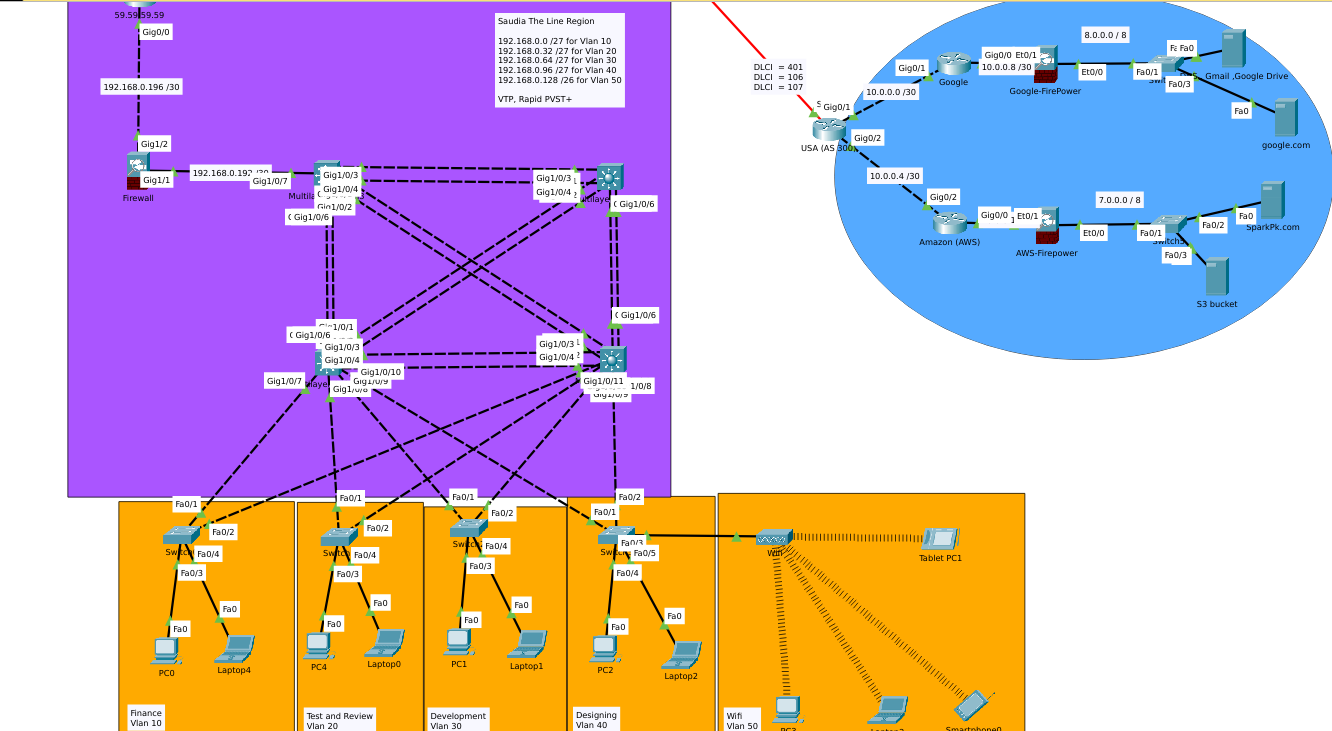 59.59.59.59
Gig0/0
192.168.0.196 /30
Gig1/2
Gig1/1
Firewall
192.168.0.192 /30
Gig1/0/7
Gig1/0/3
Gig1/0/4
Gig1/0/2
Gig1/0/6
Saudia The Line Region
192.168.0.0 /27 for Vlan 10
192.168.0.32 /27 for Vlan 20
192.168.0.64 /27 for Vlan 30
192.168.0.96 /27 for Vlan 40
192.168.0.128 /26 for Vlan 50
VTP, Rapid PVST+
Gig1/0/3
Gig1/0/4
Gig1/0/6
Gig1/0/1
Gig1/0/6
Gig1/0/3
Gig1/0/4
Gig1/0/7
Gig1/0/10
Gig1/0/9
Gig1/0/8
Gig1/0/6
Gig1/0/3
Gig1/0/4
Gig1/0/11
1/0/8
DLCI = 401
DLCI = 106
DLCI = 107
Gig0/1
USA (AS 300)
Gig0/2
Gig0/1
10.0.0.0 /30
Google
Gig0/0
Et0/1
10.0.0.8 /30
Google-FirePower
Et0/0
8.0.0.0 / 8
Fa0/1
Fa0
Fa0/3
Gmail ,Google Drive
Fa0
google.com
10.0.0.4 /30
Gig0/2
Amazon (AWS)
Gig0/0
Et0/1
AWS-Firepower
Et0/0
7.0.0.0 / 8
Fa0/1
Switch5
Fa0/2
Fa0/3
Fa0
SparkPk.com
S3 bucket
Fa0/1
Fa0/2
Fa0/4
Fa0/3
Fa0
Fa0
PC0
Laptop4
Finance
Vlan 10
Fa0/1
Fa0/2
Fa0/4
Fa0/3
Fa0
Fa0
PC4
Laptop0
Test and Review
Vlan 20
Fa0/1
Fa0/2
Fa0/4
Fa0/3
Fa0
Fa0
PC1
Laptop1
Development
Vlan 30
Fa0/2
Fa0/1
Fa0/3
Fa0/5
Fa0/4
Fa0
Fa0
PC2
Laptop2
Designing
Vlan 40
Wifi
Tablet PC1
PC3
Laptop3
Smartphone0
Wifi
Vlan 50